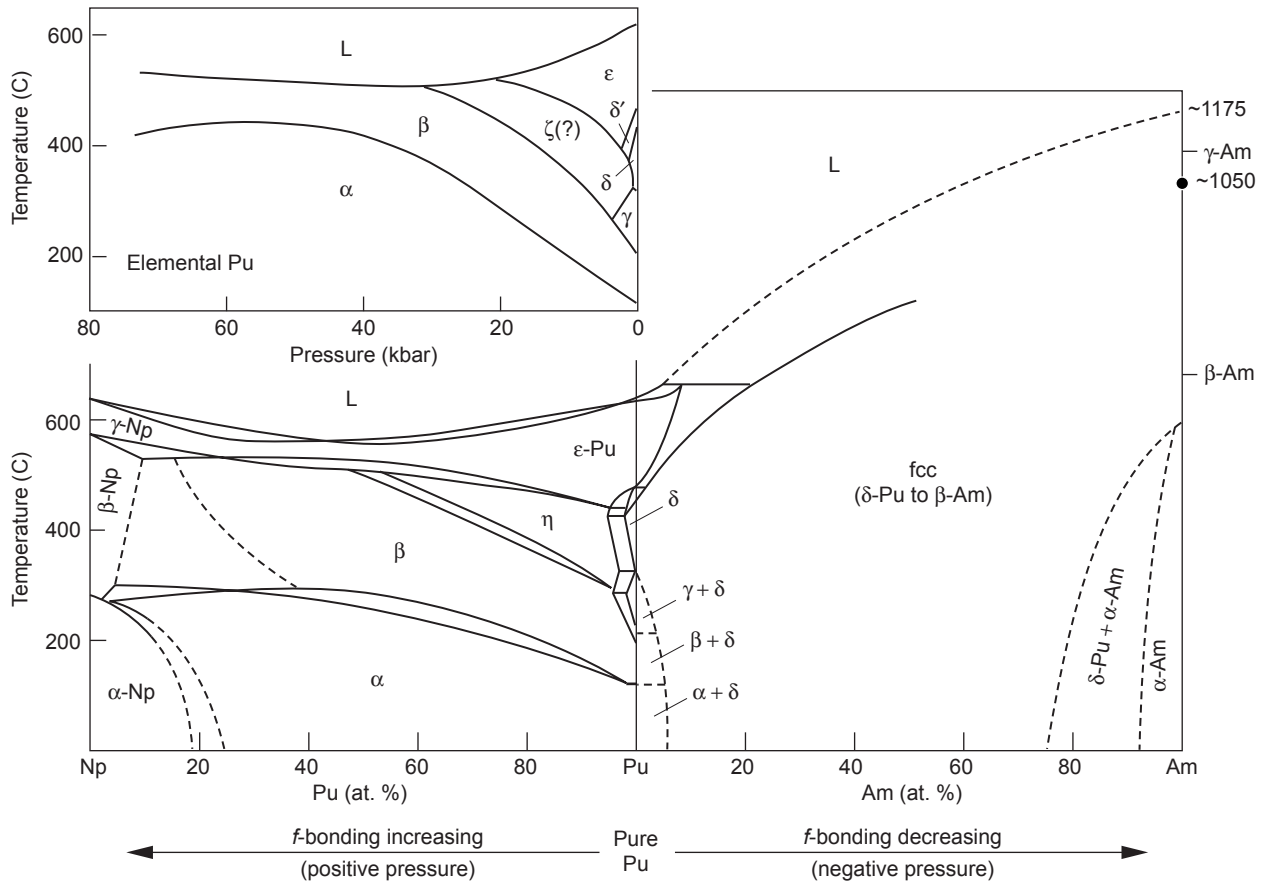 600
400
200
Temperature (C)
L
ε
δ′
ζ(?)
β
δ
α
γ
Elemental Pu
80
60
40
20
0
Pressure (kbar)
L
~1175
γ-Am
~1050
β-Am
600
400
200
Temperature (C)
L
γ-Np
β-Np
ε-Pu
δ
η
β
fcc
(δ-Pu to β-Am)
γ + δ
β + δ
α + δ
α-Np
α
δ-Pu + α-Am
α-Am
Np
20
40
60
80
Pu
20
40
60
80
Am
Pu (at. %)
Am (at. %)
f-bonding increasing
(positive pressure)
Pure
Pu
f-bonding decreasing
(negative pressure)